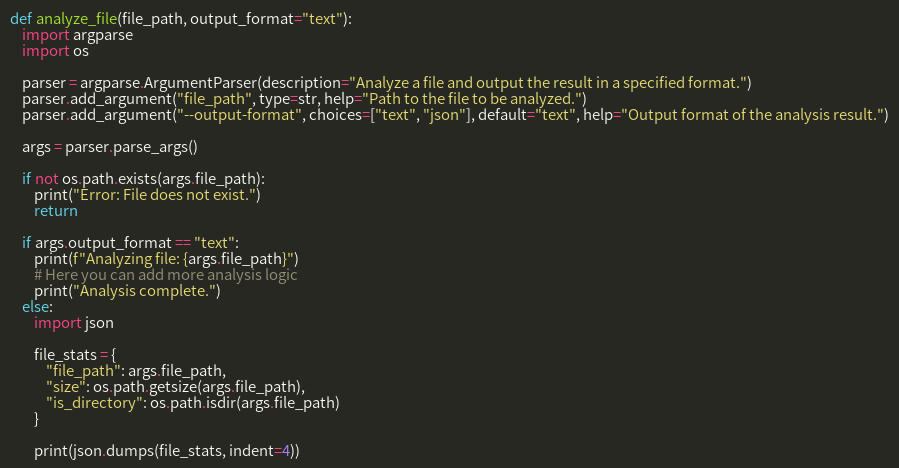 def analyze_file(file_path, output_format="text"):
    import argparse
    import os

    parser = argparse.ArgumentParser(description="Analyze a file and output the result in a specified format.")
    parser.add_argument("file_path", type=str, help="Path to the file to be analyzed.")
    parser.add_argument("--output-format", choices=["text", "json"], default="text", help="Output format of the analysis result.")

    args = parser.parse_args()

    if not os.path.exists(args.file_path):
        print("Error: File does not exist.")
        return

    if args.output_format == "text":
        print(f"Analyzing file: {args.file_path}")
        # Here you can add more analysis logic
        print("Analysis complete.")
    else:
        import json

        file_stats = {
            "file_path": args.file_path,
            "size": os.path.getsize(args.file_path),
            "is_directory": os.path.isdir(args.file_path)
        }

        print(json.dumps(file_stats, indent=4))